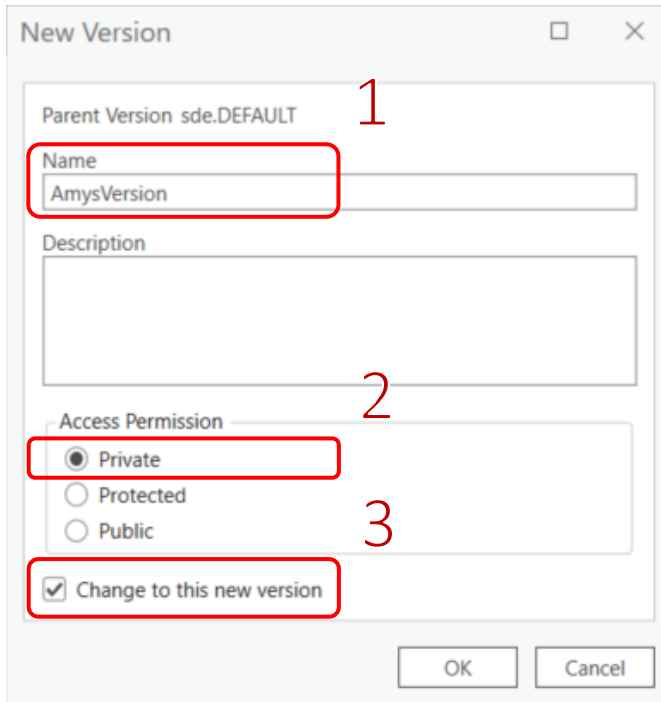 New Version
1
Parent Version sde.DEFAULT
Name
AmysVersion
Description
2
Access Permission
Private
Protected
3
Public
Change to this new version
OK Cancel